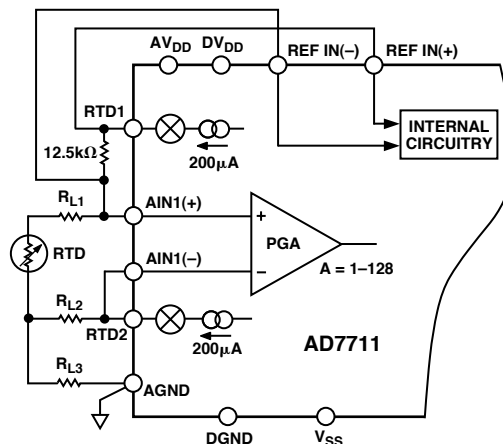 AVDD DVDD REF IN(–) REF IN(+)
RTD1
INTERNAL
CIRCUITRY
12.5kΩ
200µA
RL1
AIN1(+)
+
PGA
RTD
AIN1(–)
–
A = 1–128
RL2
RTD2
200µA
AD7711
RL3
AGND
DGND
VSS